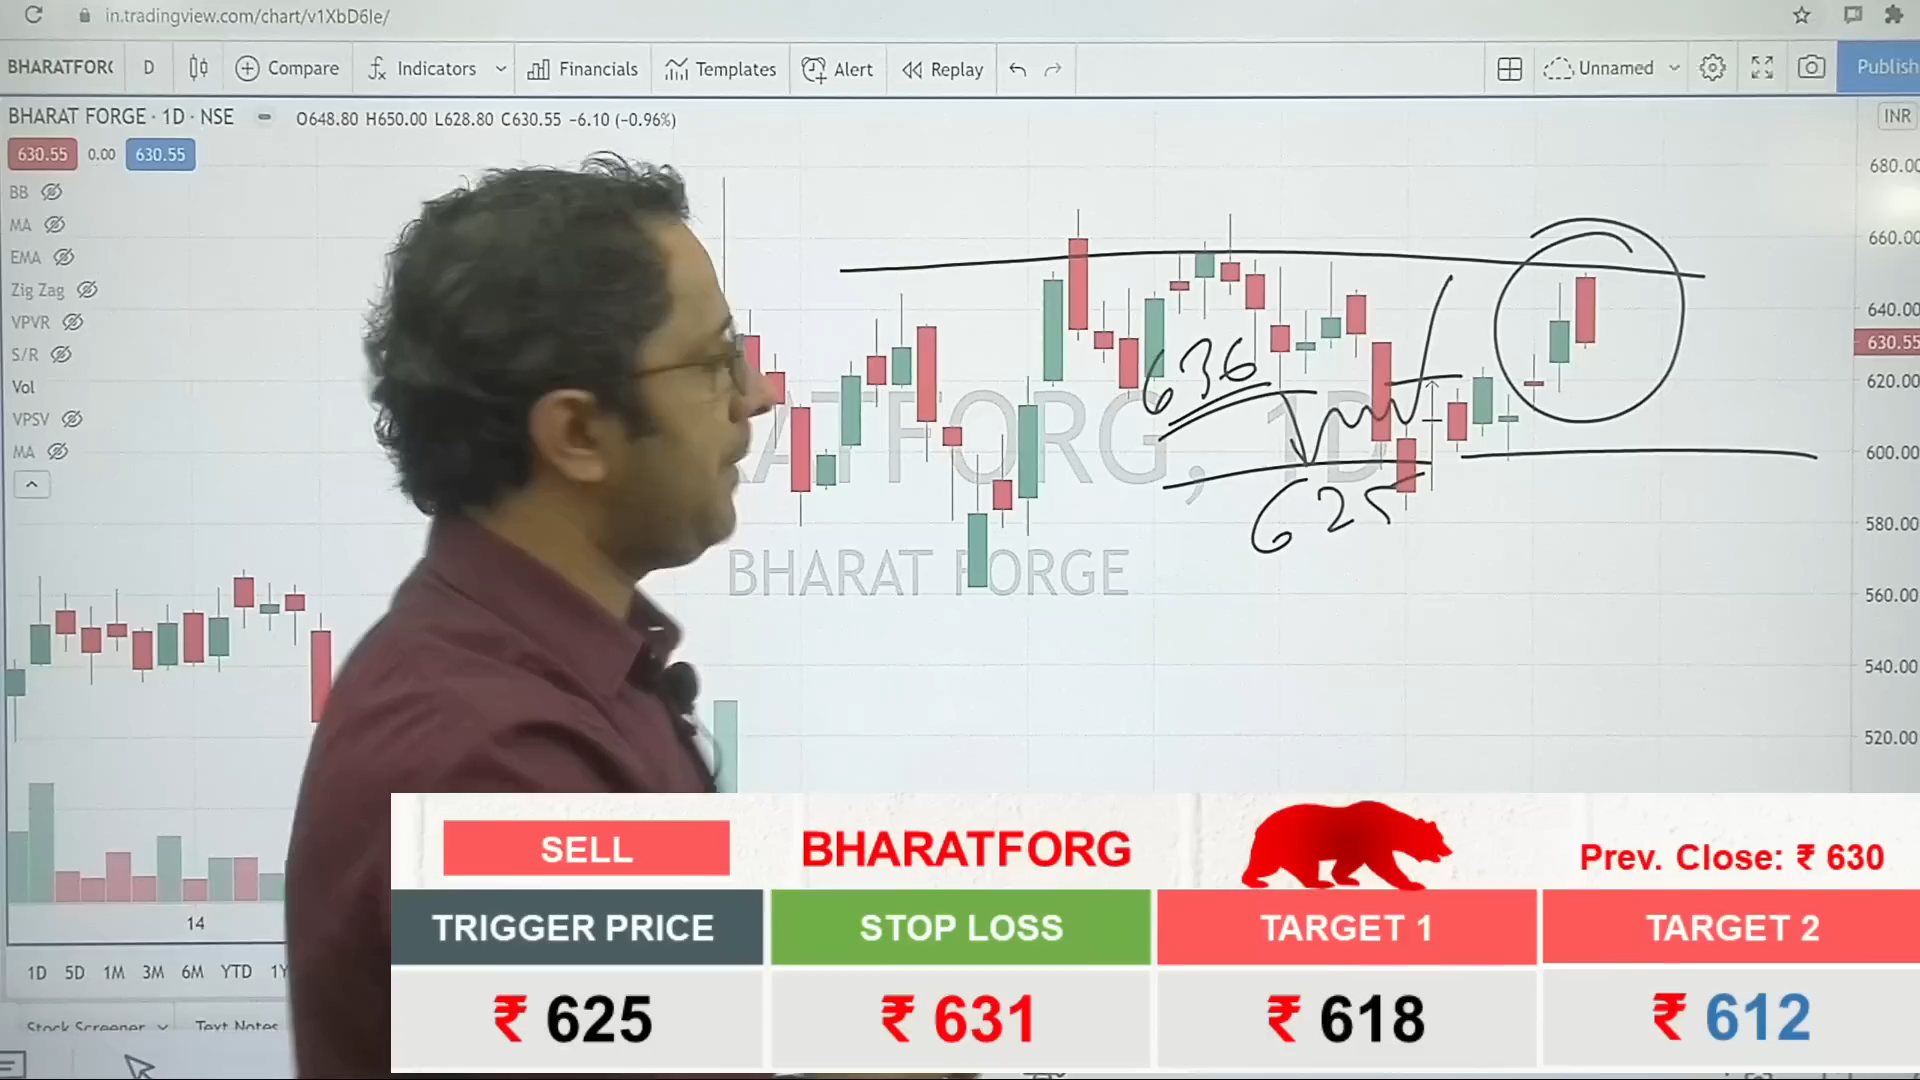 in.tradingview.com/chart/v1XbD6Ie/
BHARATFORG D Compare Indicators Financials Templates Alert Replay Unnamed Publish
BHARAT FORGE · 1D · NSE O648.80 H650.00 L628.80 C630.55 −6.10 (−0.96%) INR
630.55 0.00 630.55
BB
MA
EMA
Zig Zag
VPVR
S/R
Vol
VPSV
MA
680.00
660.00
640.00
630.55
620.00
600.00
580.00
560.00
540.00
520.00
ATFORG, 1D
BHARAT FORGE
636
625
14
1D 5D 1M 3M 6M YTD 1Y
Stock Screener Text Notes
SELL BHARATFORG Prev. Close: ₹ 630
TRIGGER PRICE STOP LOSS TARGET 1 TARGET 2
₹ 625 ₹ 631 ₹ 618 ₹ 612